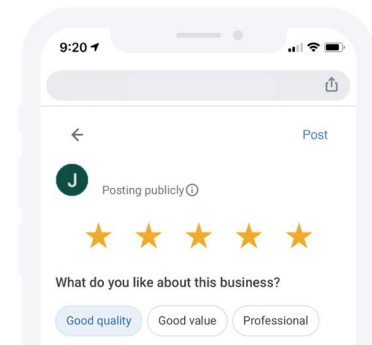 9:20
Post
J
Posting publicly
What do you like about this business?
Good quality Good value Professional